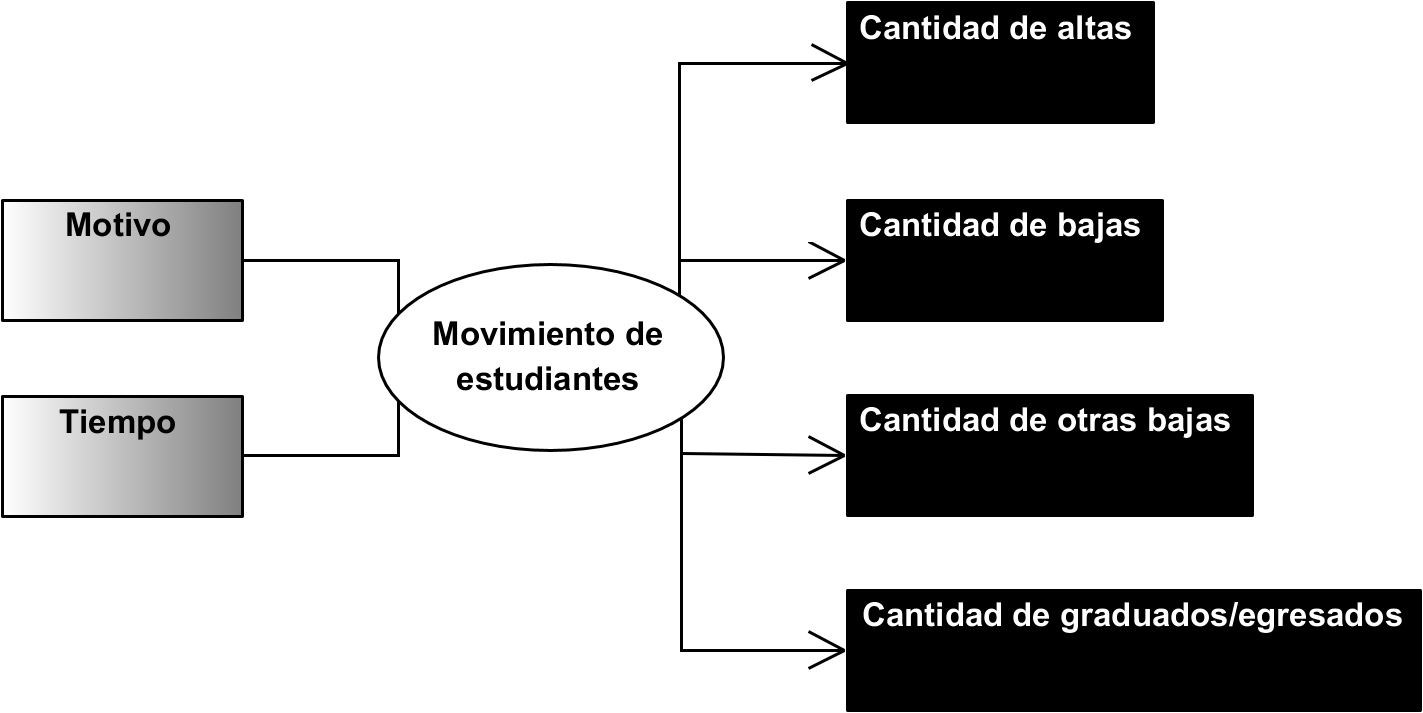 Motivo
Tiempo
Movimiento de
estudiantes
Cantidad de altas
Cantidad de bajas
Cantidad de otras bajas
Cantidad de graduados/egresados